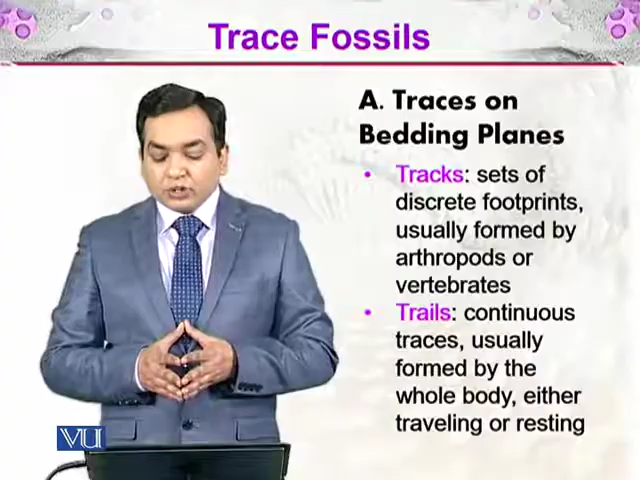 Trace Fossils
A. Traces on
Bedding Planes
• Tracks: sets of
discrete footprints,
usually formed by
arthropods or
vertebrates
• Trails: continuous
traces, usually
formed by the
whole body, either
traveling or resting
VU